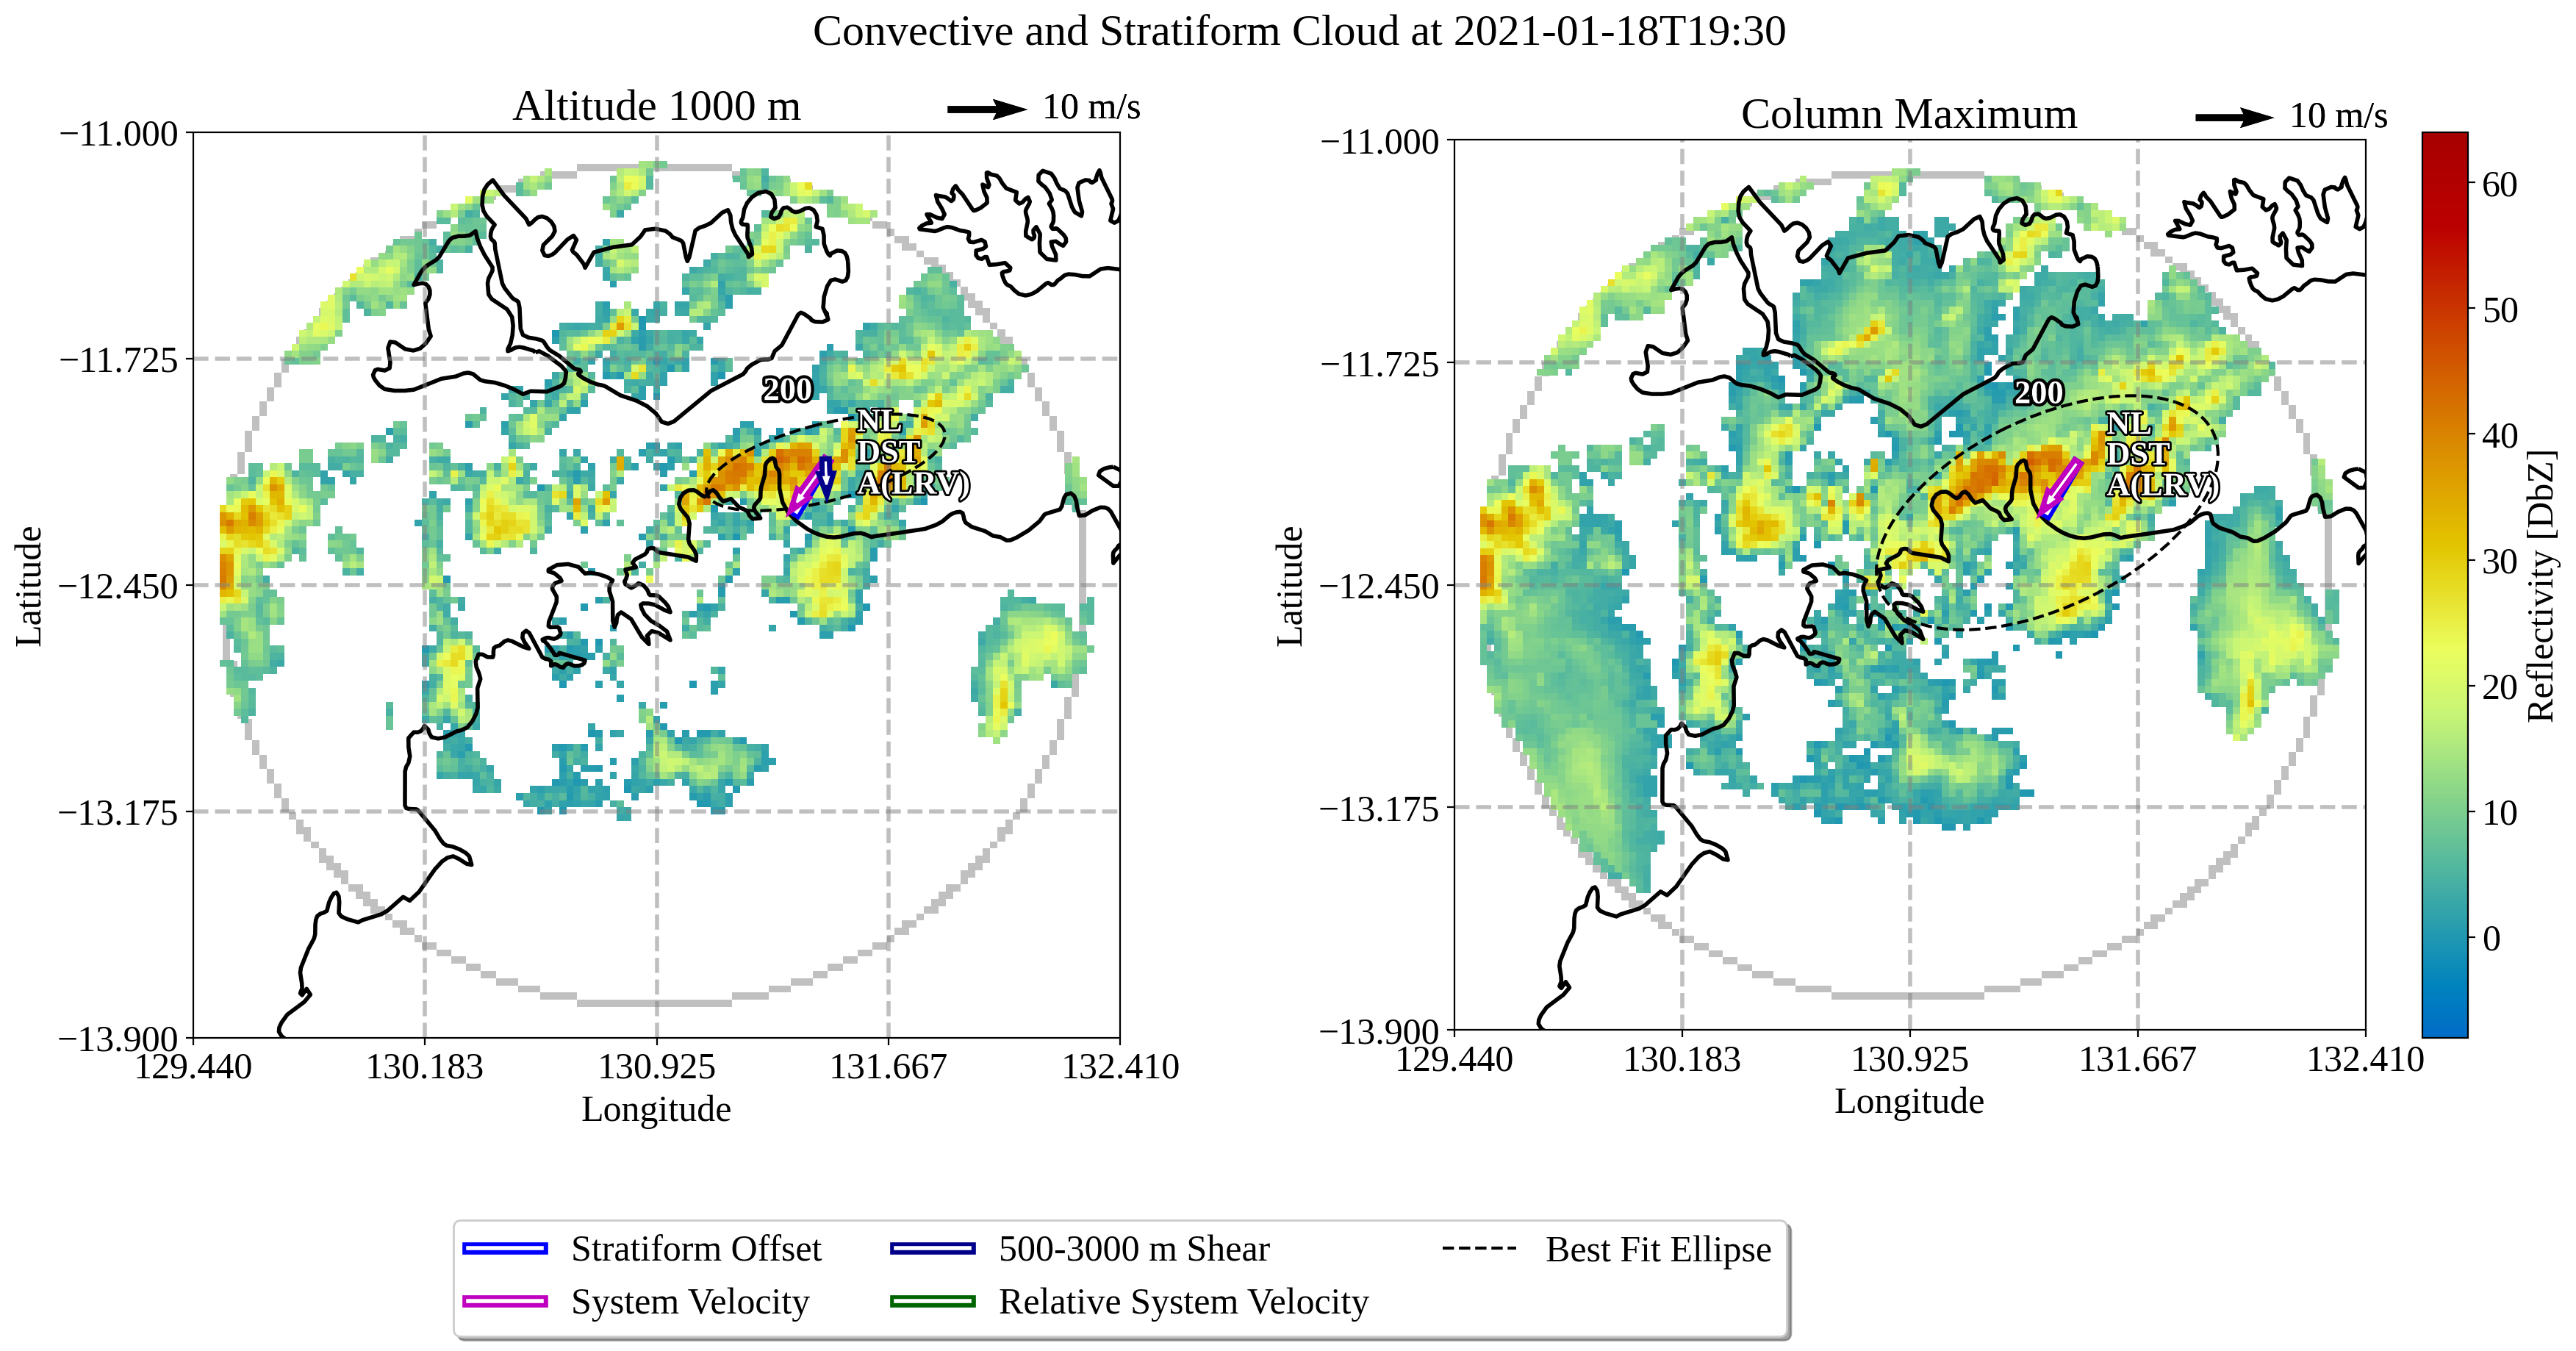 Convective and Stratiform Cloud at 2021-01-18T19:30
Altitude 1000 m
10 m/s
−11.000
−11.725
−12.450
−13.175
−13.900
Latitude
129.440
130.183
130.925
131.667
132.410
Longitude
200
NL
DST
A(LRV)
Column Maximum
10 m/s
−11.000
−11.725
−12.450
−13.175
−13.900
Latitude
129.440
130.183
130.925
131.667
132.410
Longitude
200
NL
DST
A(LRV)
60
50
40
30
20
10
0
Reflectivity [DbZ]
Stratiform Offset
System Velocity
500-3000 m Shear
Relative System Velocity
Best Fit Ellipse